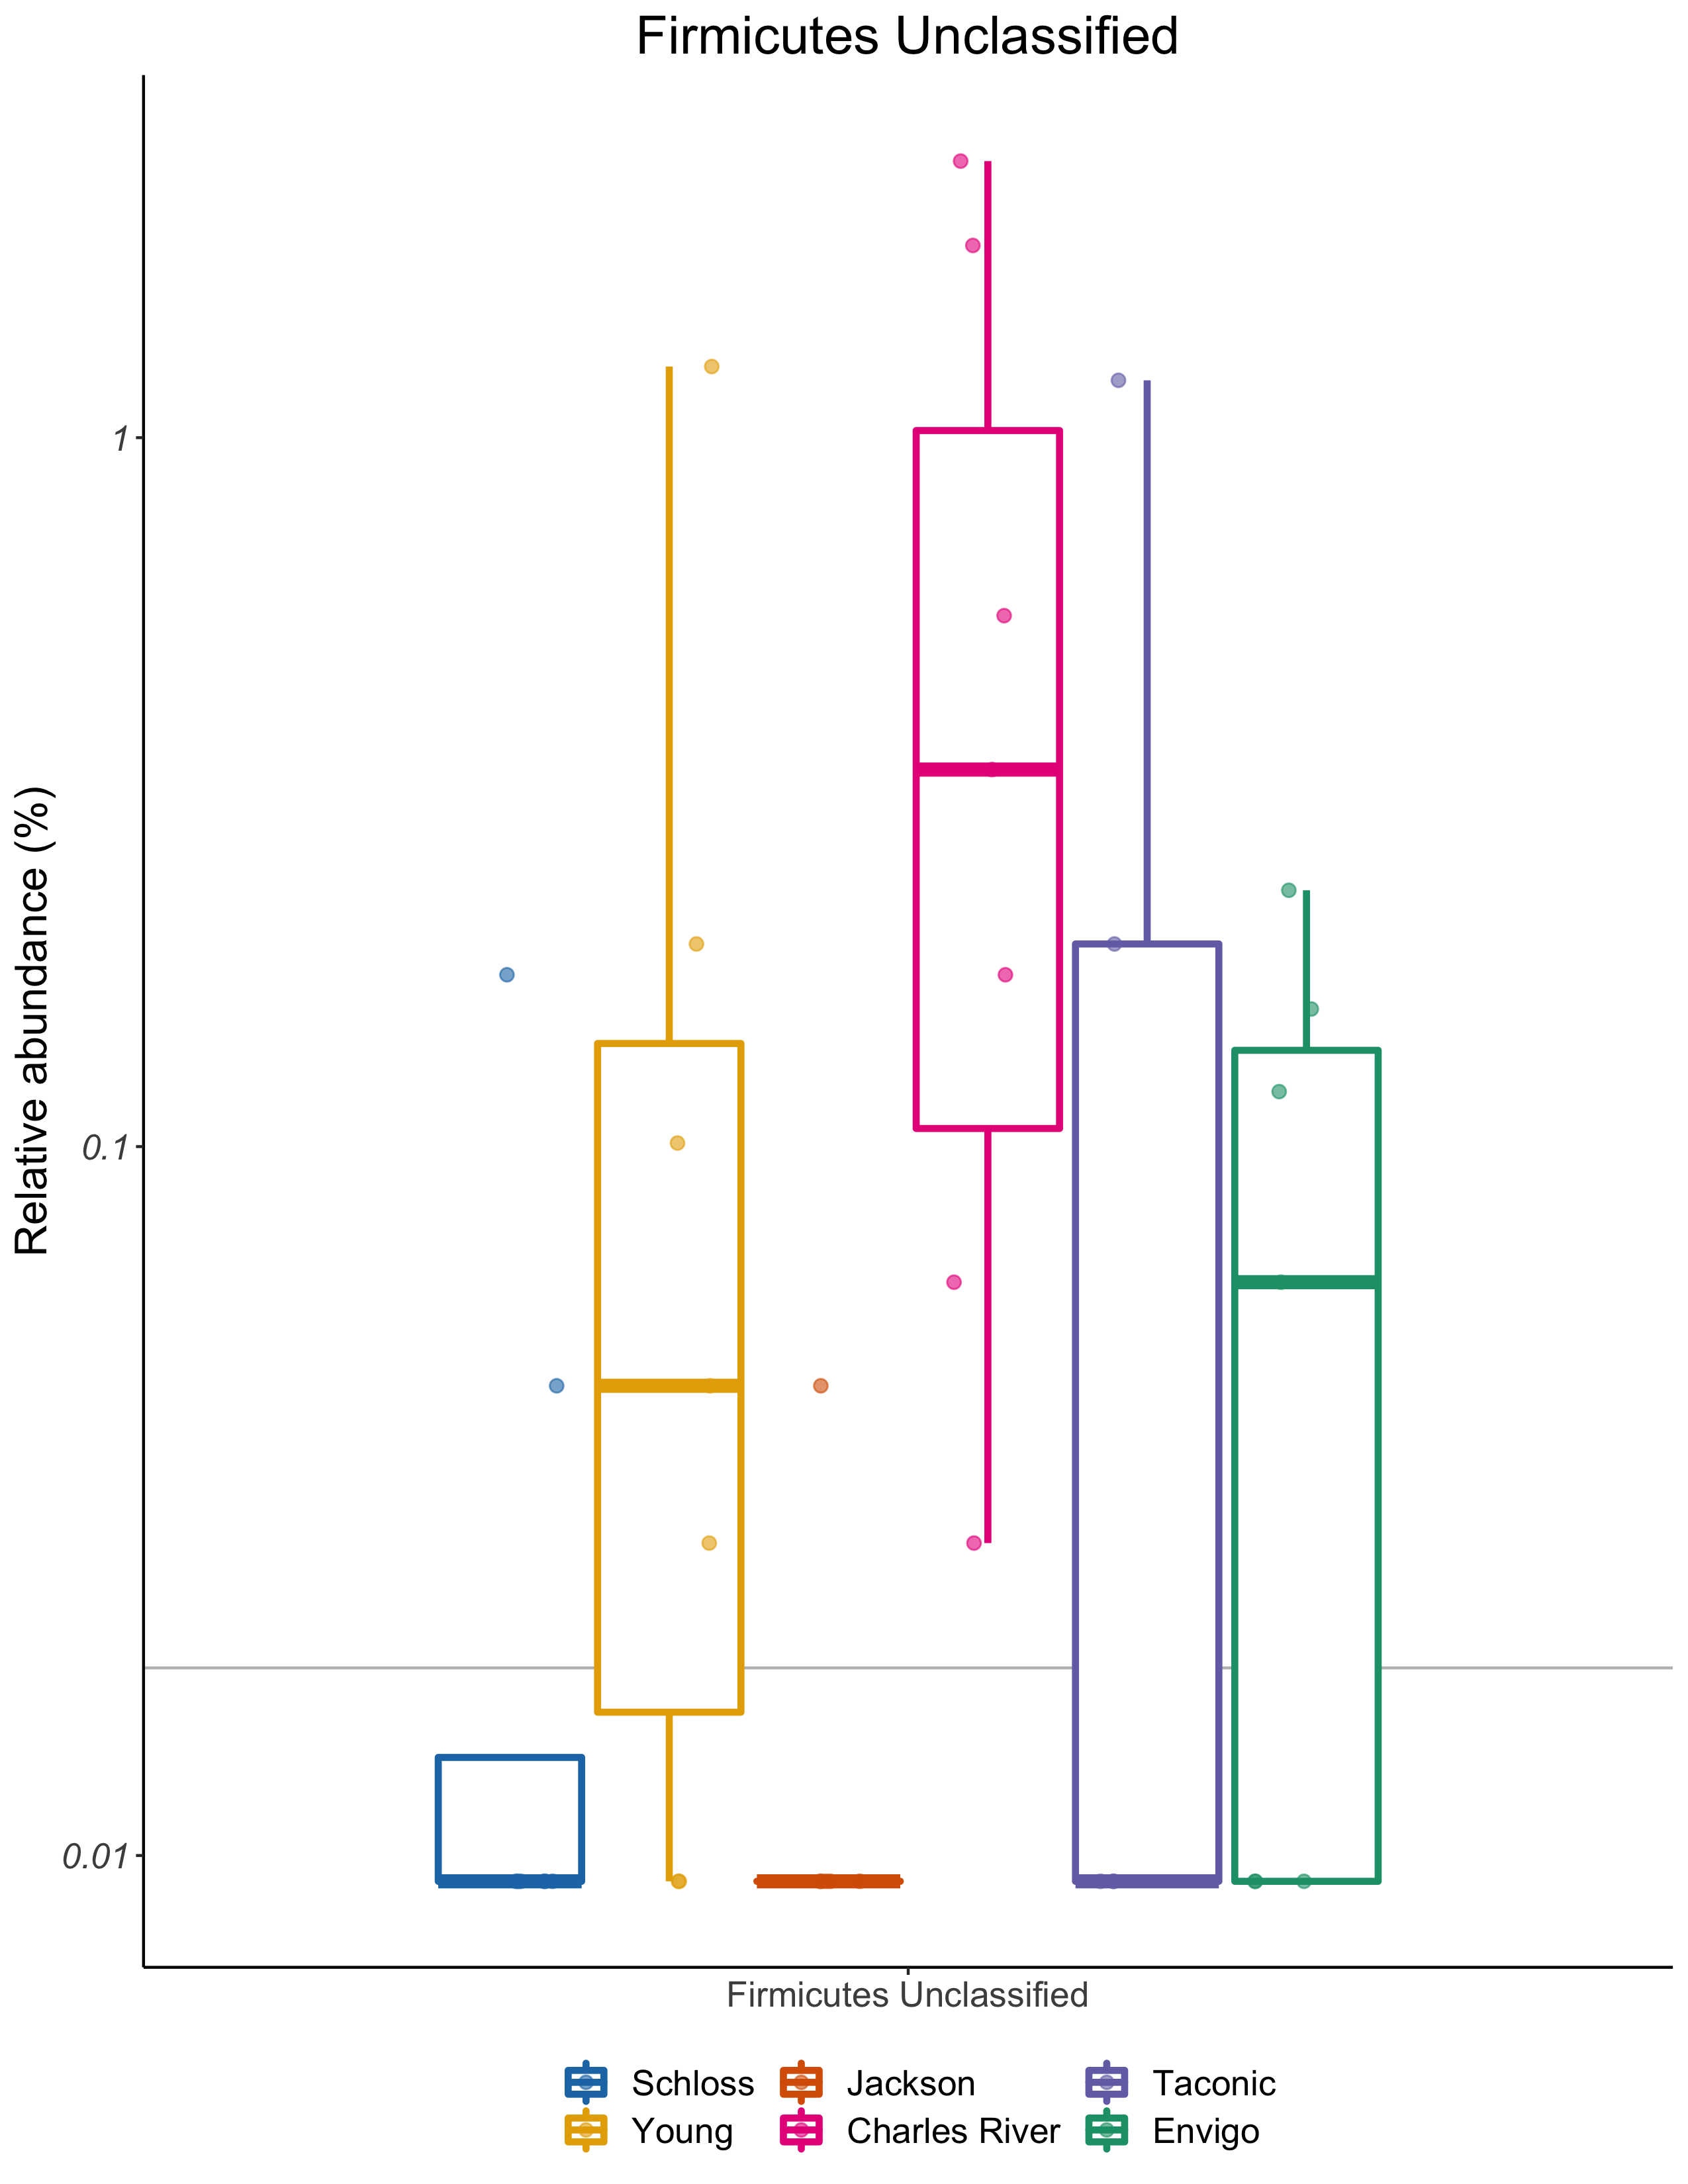 Firmicutes Unclassified
Relative abundance (%)
1
0.1
0.01
Firmicutes Unclassified
Schloss Jackson Taconic
Young Charles River Envigo